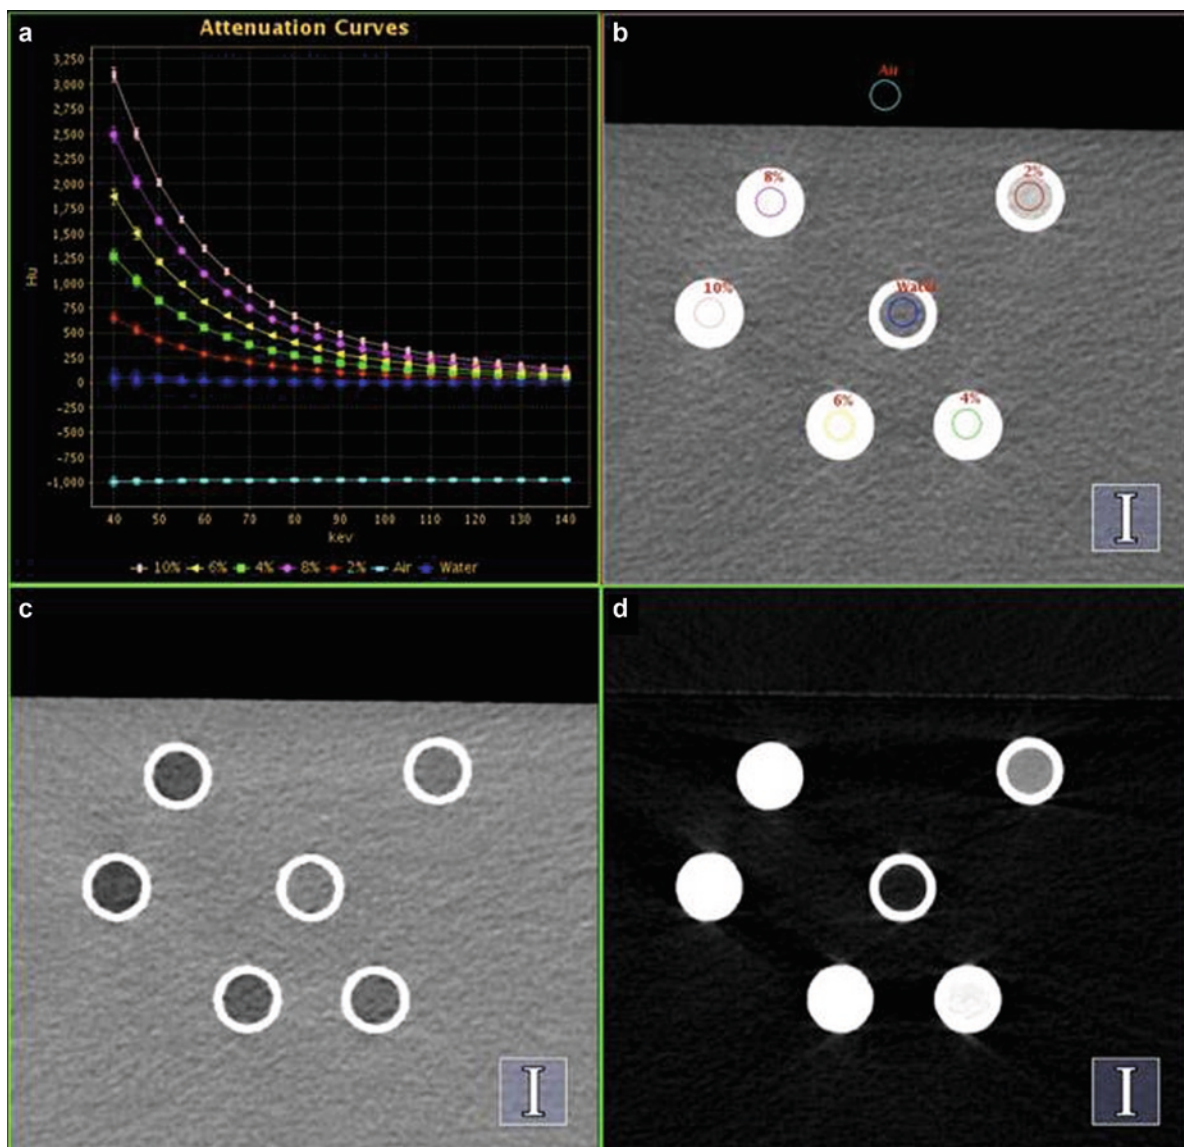 a
Attenuation Curves
3,250
3,000
2,750
2,500
2,250
2,000
1,750
1,500
1,250
1,000
750
500
250
0
-250
-500
-750
-1,000
Hu
40 50 60 70 80 90 100 110 120 130 140
kev
10% 6% 4% 8% 2% Air Water
b
Air
8%
2%
10%
Water
6%
4%
I
c
I
d
I